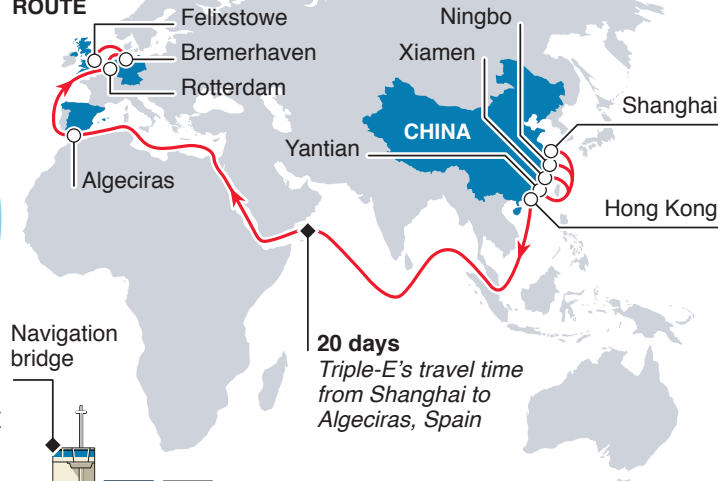 ROUTE
Felixstowe
Bremerhaven
Rotterdam
Algeciras
Ningbo
Xiamen
Shanghai
CHINA
Yantian
Hong Kong
20 days
Triple-E's travel time
from Shanghai to
Algeciras, Spain
Navigation
bridge